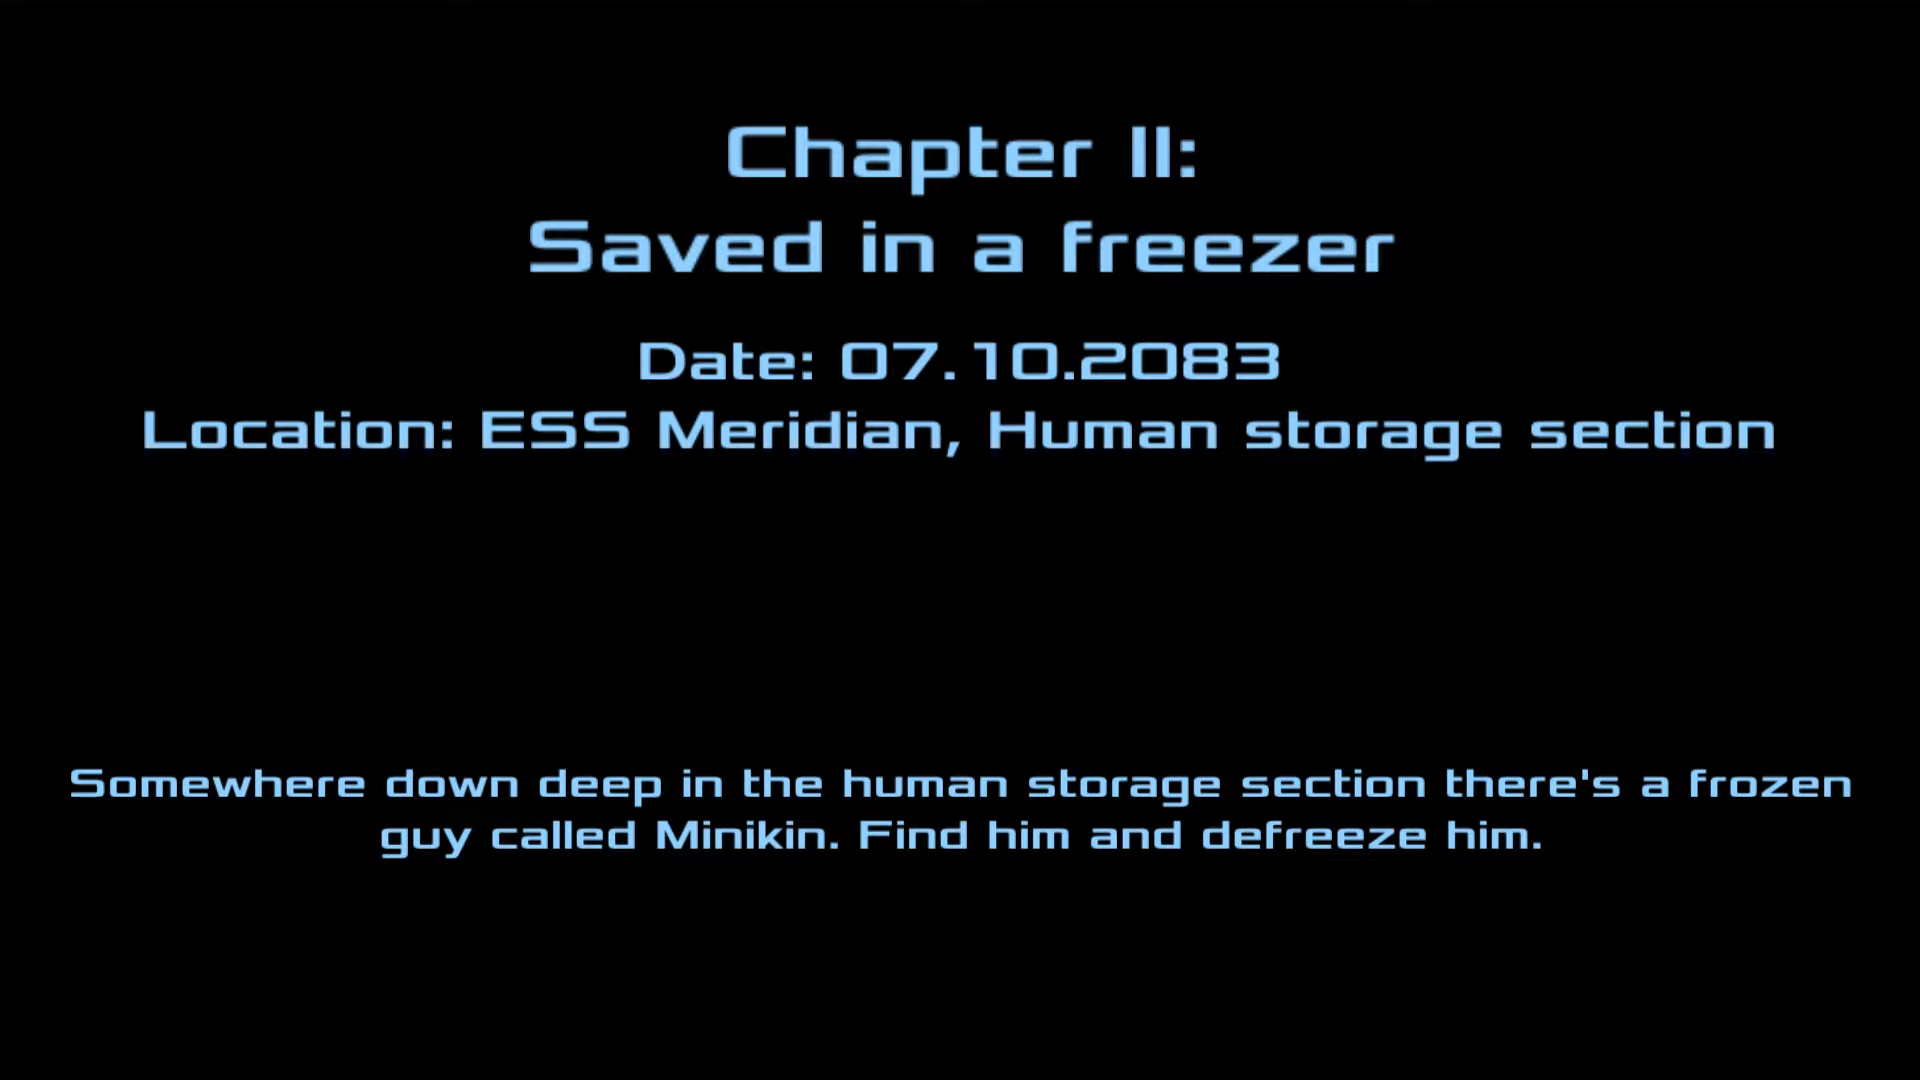 Chapter II:
Saved in a freezer
Date: 07.10.2083
Location: ESS Meridian, Human storage section
Somewhere down deep in the human storage section there's a frozen
guy called Minikin. Find him and defreeze him.